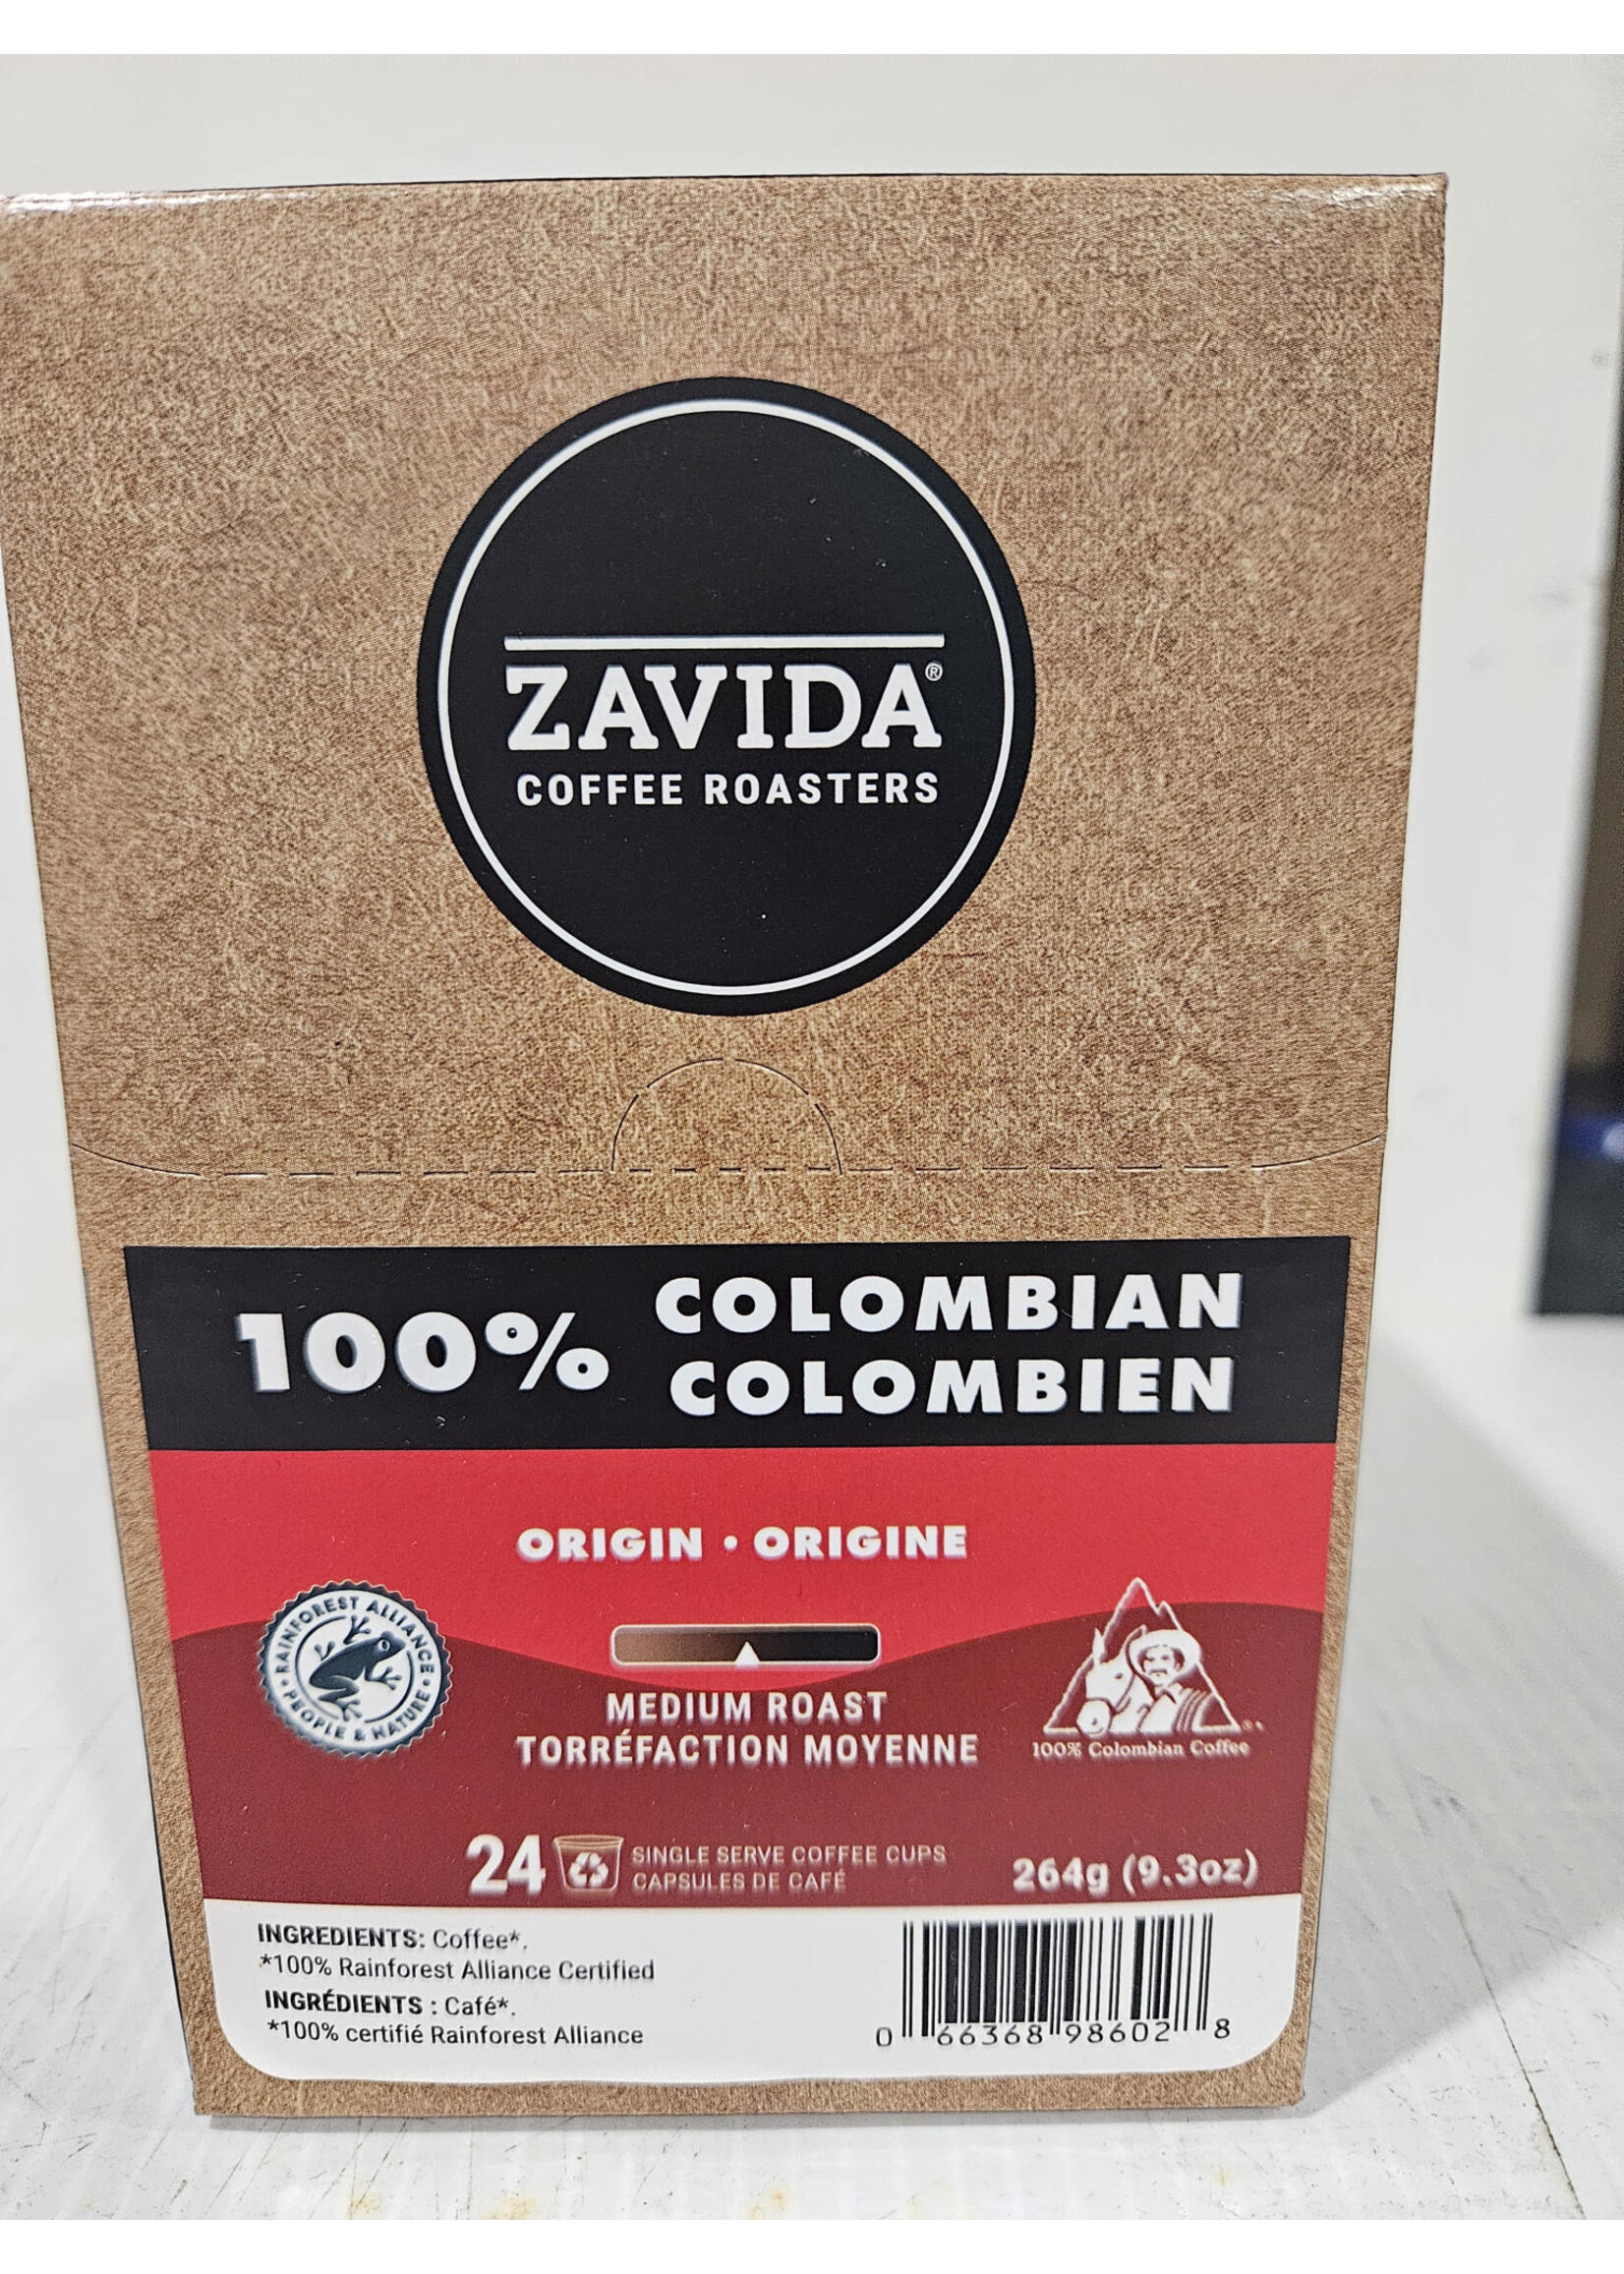 ZAVIDA®
COFFEE ROASTERS
100% COLOMBIAN
COLOMBIEN
ORIGIN • ORIGINE
RAINFOREST ALLIANCE
• PEOPLE & NATURE •
MEDIUM ROAST
TORRÉFACTION MOYENNE
100% Colombian Coffee
24 SINGLE SERVE COFFEE CUPS
CAPSULES DE CAFÉ
264g (9.3oz)
INGREDIENTS: Coffee*.
*100% Rainforest Alliance Certified
INGRÉDIENTS : Café*.
*100% certifié Rainforest Alliance
0 66368 98602 8